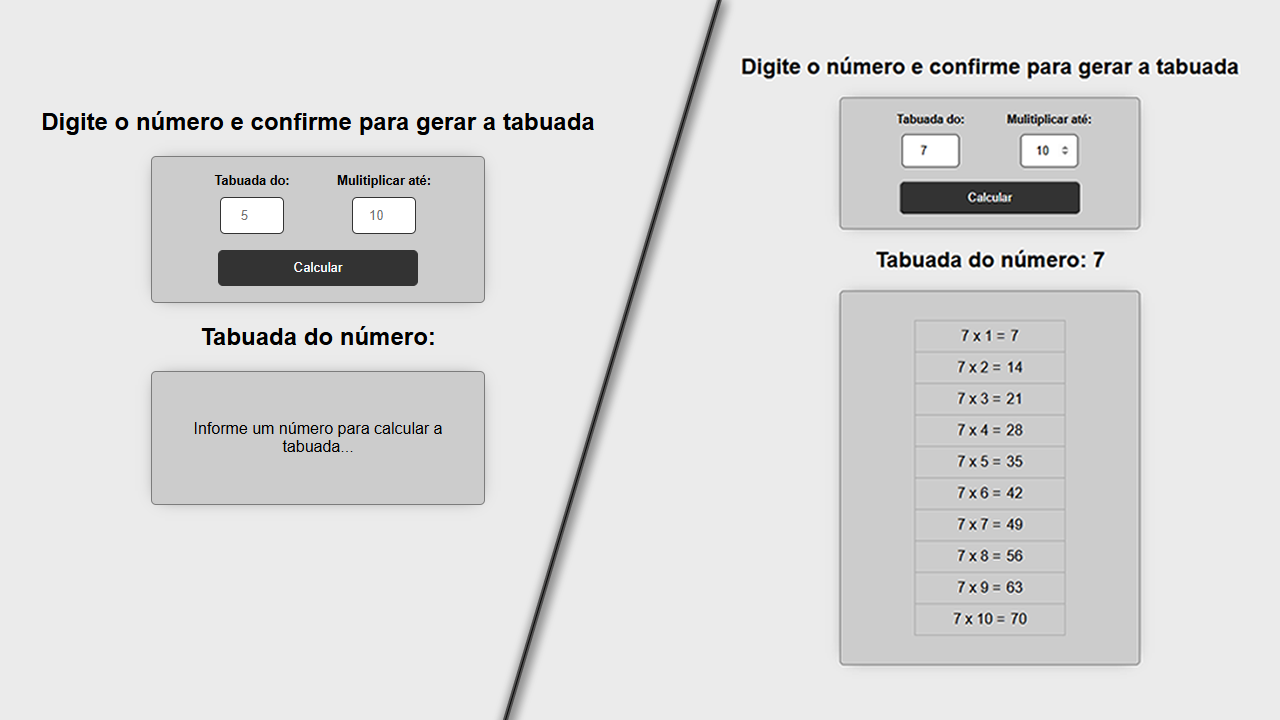 Digite o número e confirme para gerar a tabuada
Tabuada do: Mulitiplicar até:
5 10
Calcular
Tabuada do número:
Informe um número para calcular a
tabuada...
Digite o número e confirme para gerar a tabuada
Tabuada do: Mulitiplicar até:
7 10
Calcular
Tabuada do número: 7
7 x 1 = 7
7 x 2 = 14
7 x 3 = 21
7 x 4 = 28
7 x 5 = 35
7 x 6 = 42
7 x 7 = 49
7 x 8 = 56
7 x 9 = 63
7 x 10 = 70